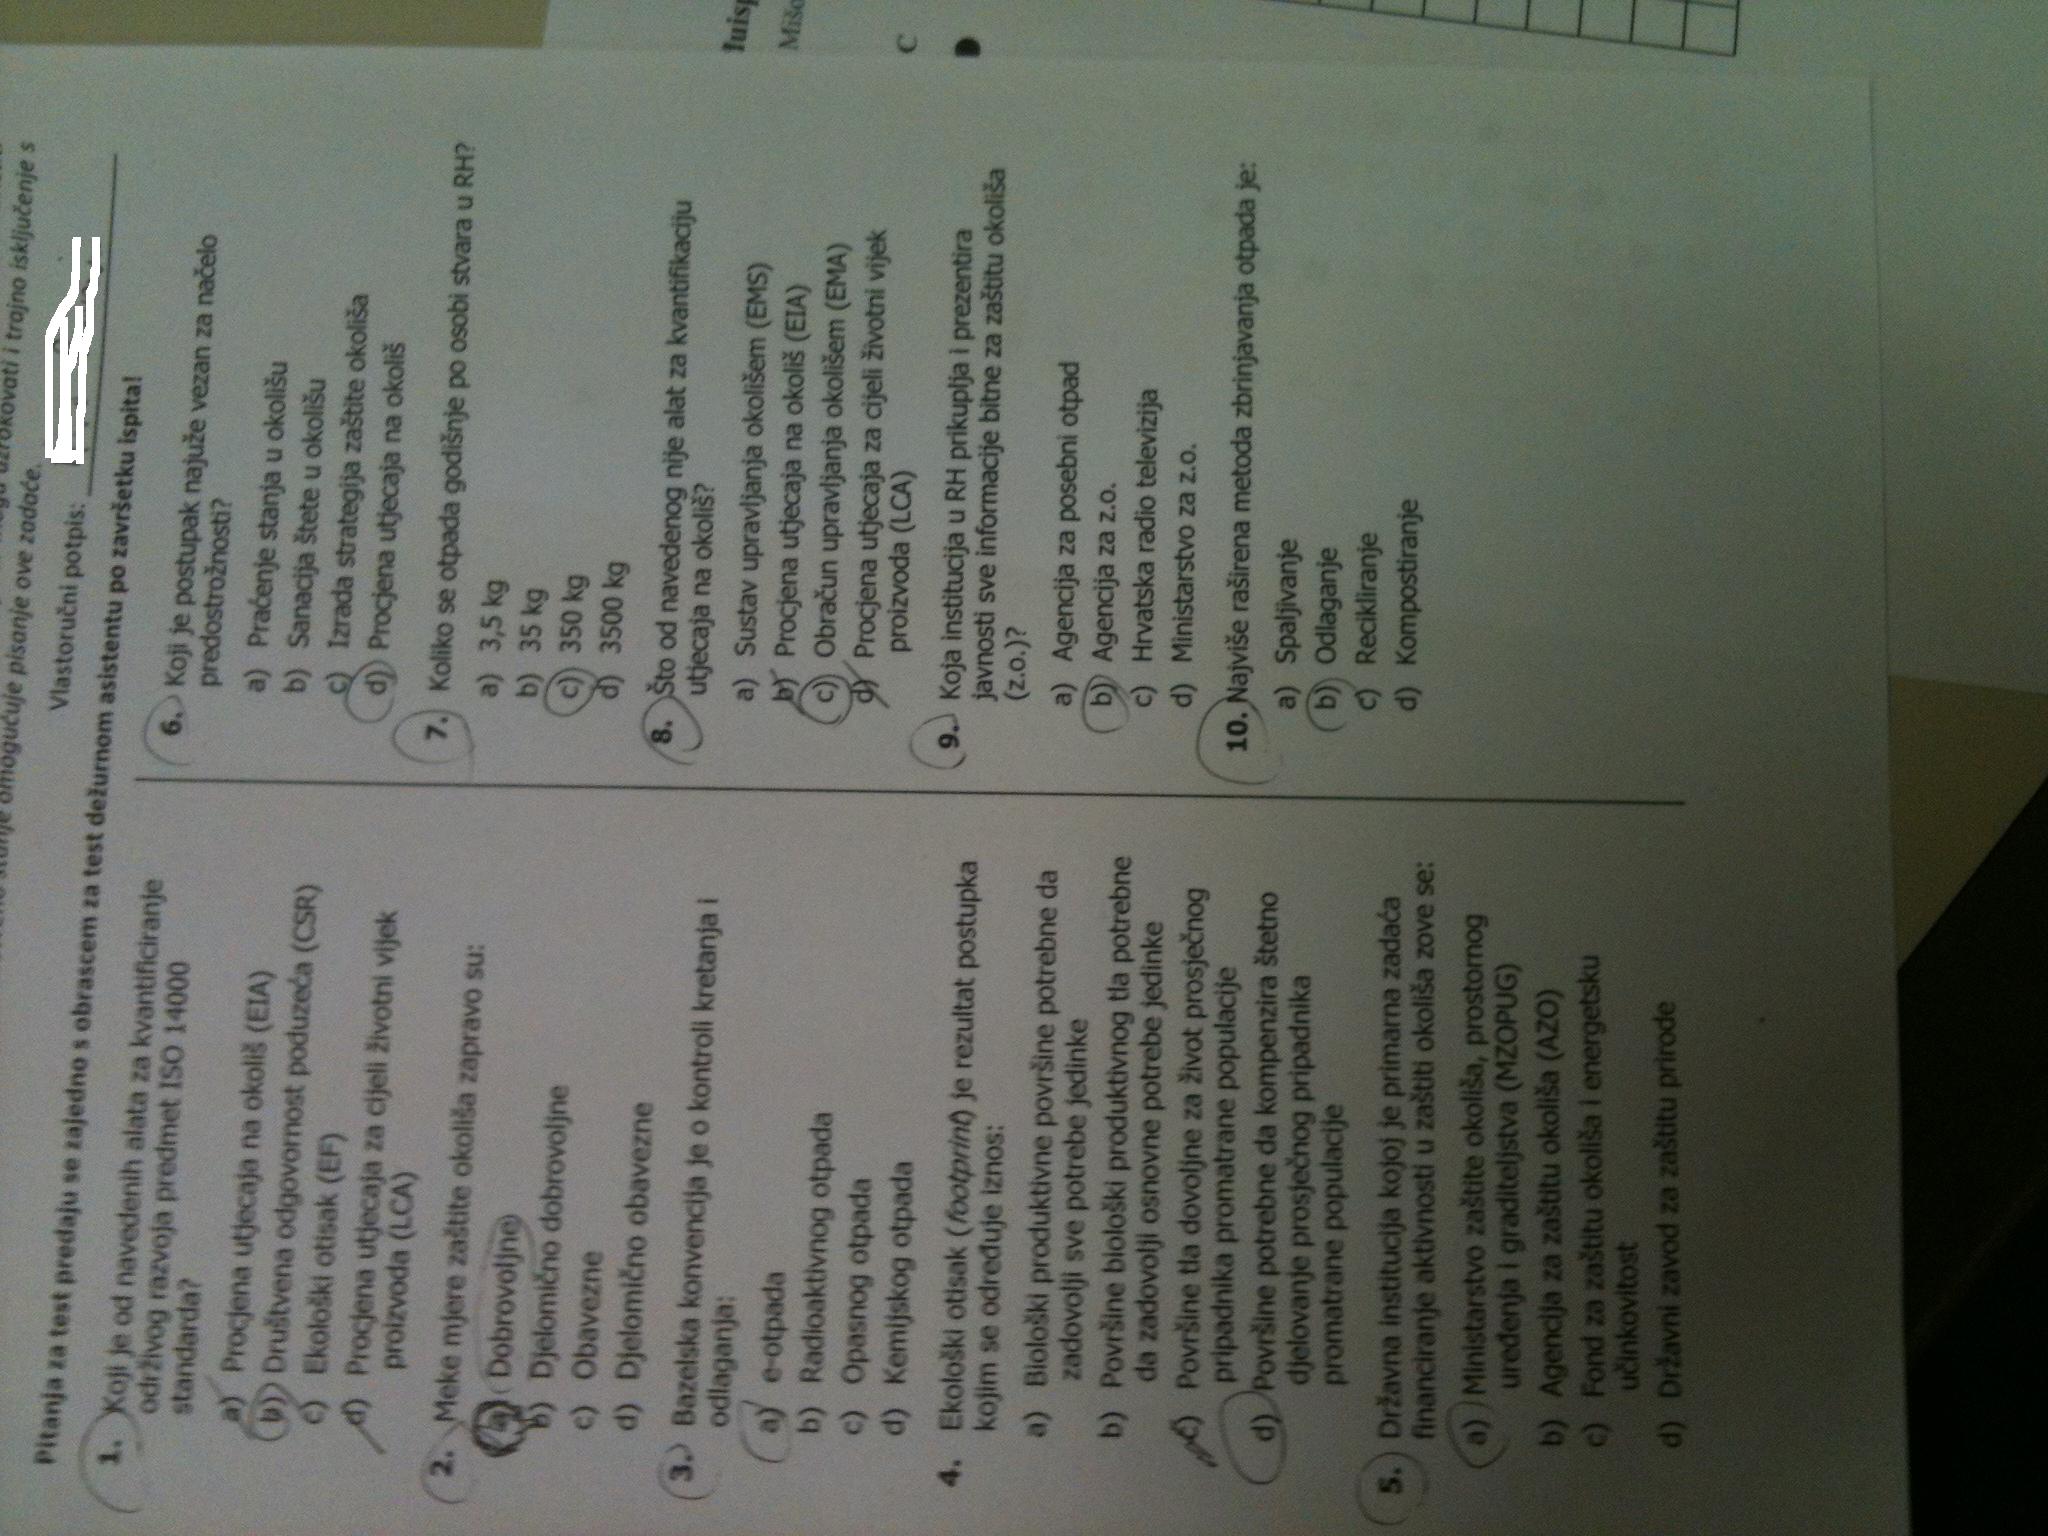 omogućuje pisanje ove zadaće.
uzrokovati i trajno isključenje s
Vlastoručni potpis:
Pitanja za test predaju se zajedno s obrascem za test dežurnom asistentu po završetku ispita!
1. Koji je od navedenih alata za kvantificiranje
održivog razvoja predmet ISO 14000
standarda?
a) Procjena utjecaja na okoliš (EIA)
b) Društvena odgovornost poduzeća (CSR)
c) Ekološki otisak (EF)
d) Procjena utjecaja za cijeli životni vijek
proizvoda (LCA)
2. Meke mjere zaštite okoliša zapravo su:
a) Dobrovoljne
b) Djelomično dobrovoljne
c) Obavezne
d) Djelomično obavezne
3. Bazelska konvencija je o kontroli kretanja i
odlaganja:
a) e-otpada
b) Radioaktivnog otpada
c) Opasnog otpada
d) Kemijskog otpada
4. Ekološki otisak (footprint) je rezultat postupka
kojim se određuje iznos:
a) Biološki produktivne površine potrebne da
zadovolji sve potrebe jedinke
b) Površine biološki produktivnog tla potrebne
da zadovolji osnovne potrebe jedinke
c) Površine tla dovoljne za život prosječnog
pripadnika promatrane populacije
d) Površine potrebne da kompenzira štetno
djelovanje prosječnog pripadnika
promatrane populacije
5. Državna institucija kojoj je primarna zadaća
financiranje aktivnosti u zaštiti okoliša zove se:
a) Ministarstvo zaštite okoliša, prostornog
uređenja i graditeljstva (MZOPUG)
b) Agencija za zaštitu okoliša (AZO)
c) Fond za zaštitu okoliša i energetsku
učinkovitost
d) Državni zavod za zaštitu prirode
6. Koji je postupak najuže vezan za načelo
predostrožnosti?
a) Praćenje stanja u okolišu
b) Sanacija štete u okolišu
c) Izrada strategija zaštite okoliša
d) Procjena utjecaja na okoliš
7. Koliko se otpada godišnje po osobi stvara u RH?
a) 3,5 kg
b) 35 kg
c) 350 kg
d) 3500 kg
8. Što od navedenog nije alat za kvantifikaciju
utjecaja na okoliš?
a) Sustav upravljanja okolišem (EMS)
b) Procjena utjecaja na okoliš (EIA)
c) Obračun upravljanja okolišem (EMA)
d) Procjena utjecaja za cijeli životni vijek
proizvoda (LCA)
9. Koja institucija u RH prikuplja i prezentira
javnosti sve informacije bitne za zaštitu okoliša
(z.o.)?
a) Agencija za posebni otpad
b) Agencija za z.o.
c) Hrvatska radio televizija
d) Ministarstvo za z.o.
10. Najviše raširena metoda zbrinjavanja otpada je:
a) Spaljivanje
b) Odlaganje
c) Recikliranje
d) Kompostiranje
C